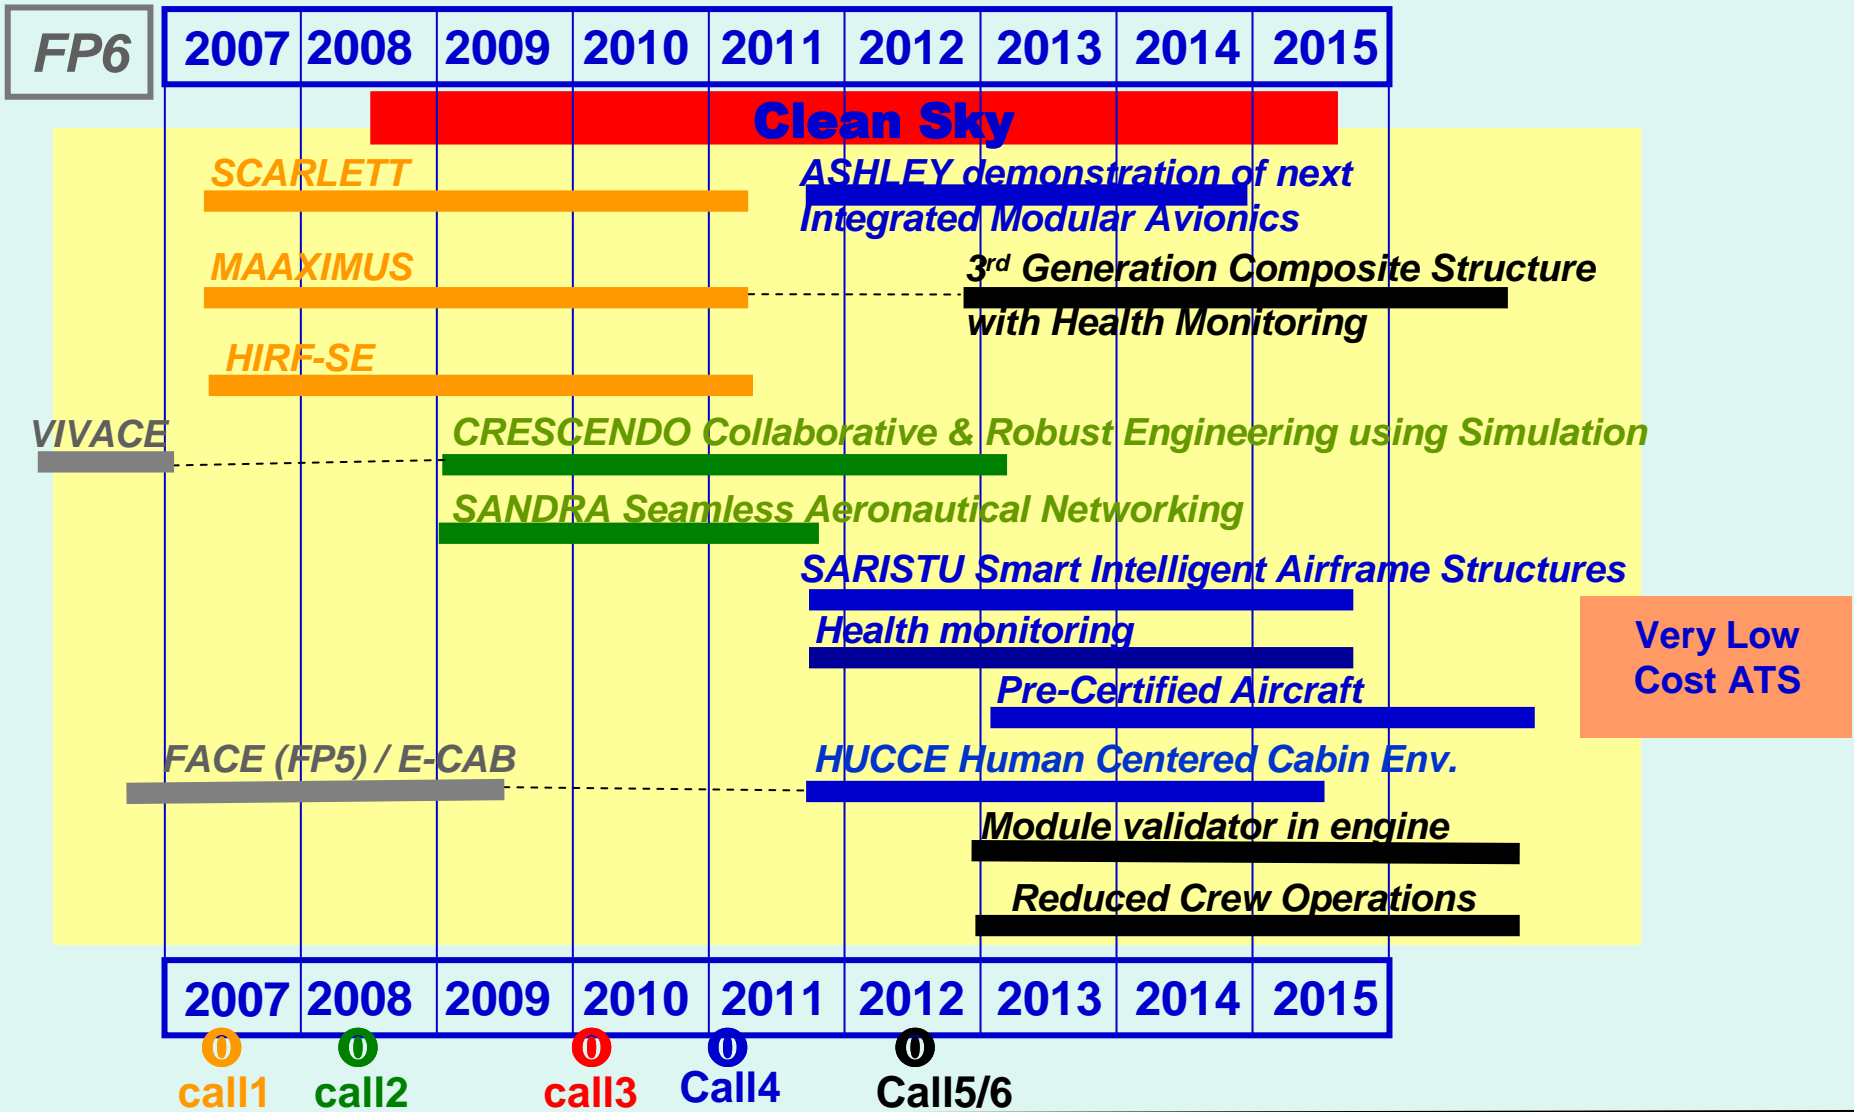 FP6
2007 2008 2009 2010 2011 2012 2013 2014 2015
Clean Sky
SCARLETT
ASHLEY demonstration of next
Integrated Modular Avionics
MAAXIMUS
3rd Generation Composite Structure
with Health Monitoring
HIRF-SE
VIVACE
CRESCENDO Collaborative & Robust Engineering using Simulation
SANDRA Seamless Aeronautical Networking
SARISTU Smart Intelligent Airframe Structures
Health monitoring
Very Low
Cost ATS
Pre-Certified Aircraft
FACE (FP5) / E-CAB
HUCCE Human Centered Cabin Env.
Module validator in engine
Reduced Crew Operations
2007 2008 2009 2010 2011 2012 2013 2014 2015
0 0 0 0 0
call1 call2 call3 Call4 Call5/6